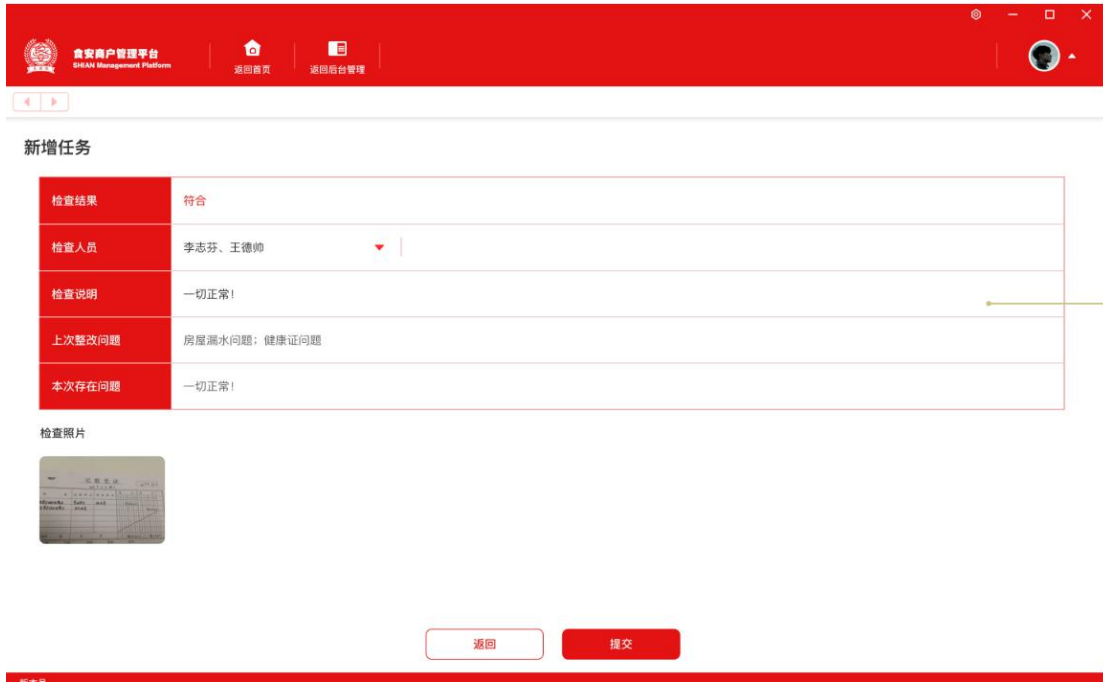 食安商户管理平台
SHIAN Management Platform
返回首页
返回后台管理
新增任务
检查结果
符合
检查人员
李志芬、王德帅
检查说明
一切正常！
上次整改问题
房屋漏水问题；健康证问题
本次存在问题
一切正常！
检查照片
返回
提交